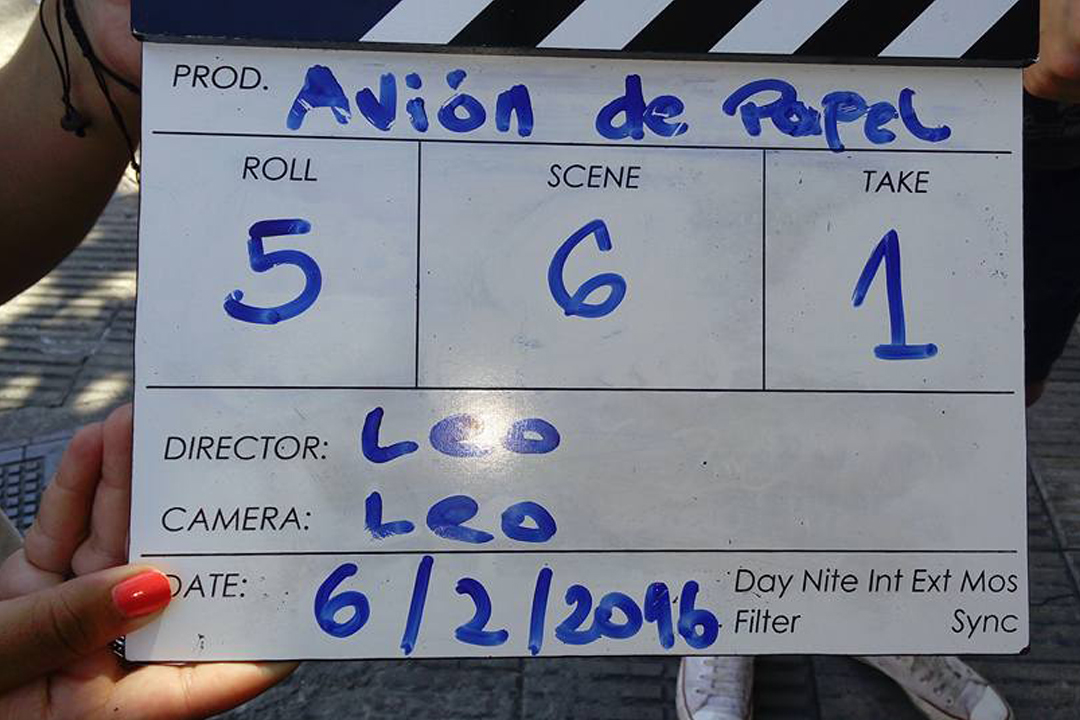 PROD. Avión de Papel
ROLL SCENE TAKE
5 6 1
DIRECTOR: Leo
CAMERA: Leo
DATE: 6/2/2016 Day Nite Int Ext Mos
Filter Sync